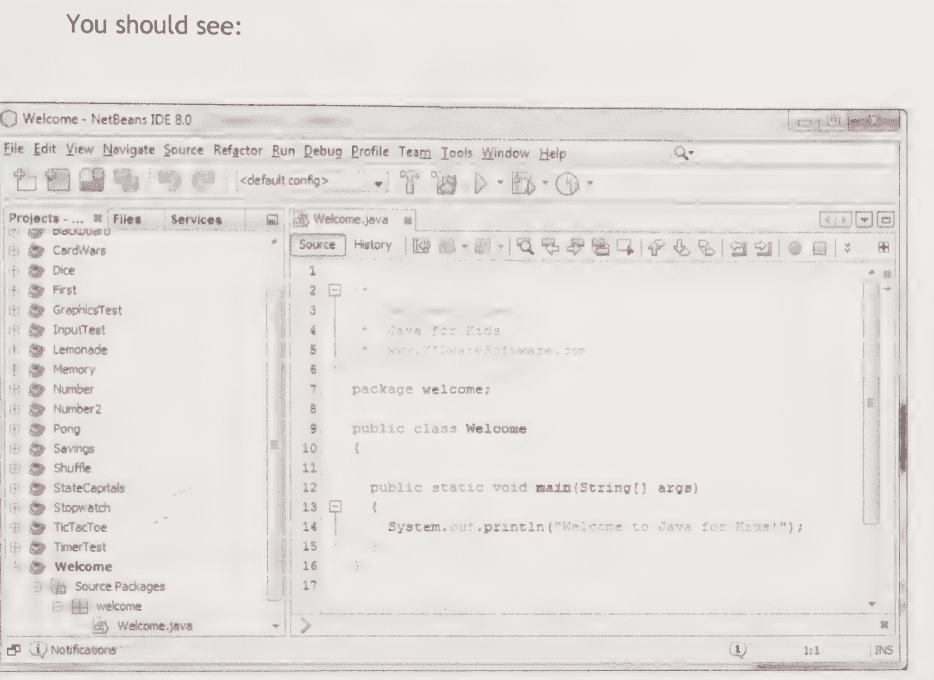 You should see:
Welcome - NetBeans IDE 8.0
File Edit View Navigate Source Refactor Run Debug Profile Team Tools Window Help
<default config>
Projects - ... Files Services
Welcome.java
Source History
Blackboard
CardWars
Dice
First
GraphicsTest
InputTest
Lemonade
Memory
Number
Number2
Pong
Savings
Shuffle
StateCapitals
Stopwatch
TicTacToe
TimerTest
Welcome
Source Packages
welcome
Welcome.java
1
2
3
4 * Java for Kids
5 *
6
7 package welcome;
8
9 public class Welcome
10 {
11
12 public static void main(String[] args)
13 {
14 System.out.println("Welcome to Java for Kids!");
15 }
16 }
17
Notifications
1:1 INS